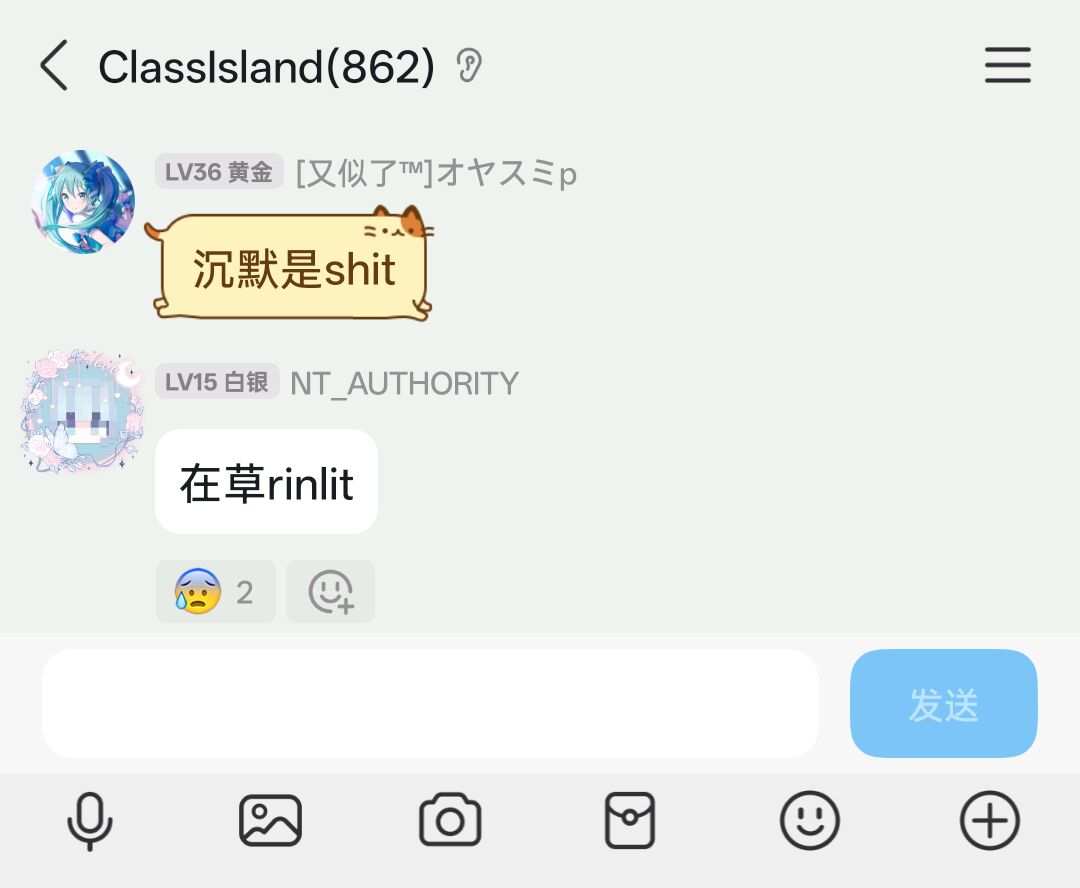 ClassIsland(862)
LV36 黄金 [又似了™]オヤスミp
沉默是shit
LV15 白银 NT_AUTHORITY
在草rinlit
2
发送